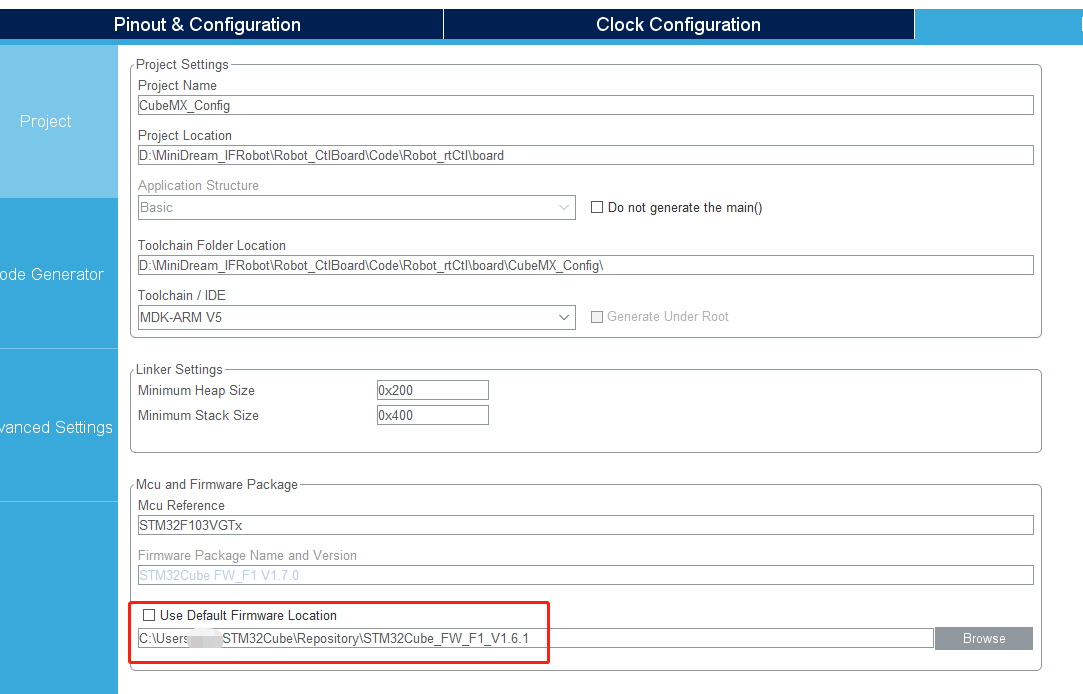 Pinout & Configuration Clock Configuration
Project Settings
Project Name
CubeMX_Config
Project
Project Location
D:\MiniDream_IFRobot\Robot_CtlBoard\Code\Robot_rtCtl\board
Application Structure
Basic
Do not generate the main()
Toolchain Folder Location
D:\MiniDream_IFRobot\Robot_CtlBoard\Code\Robot_rtCtl\board\CubeMX_Config\
ode Generator
Toolchain / IDE
MDK-ARM V5
Generate Under Root
Linker Settings
Minimum Heap Size 0x200
Minimum Stack Size 0x400
vanced Settings
Mcu and Firmware Package
Mcu Reference
STM32F103VGTx
Firmware Package Name and Version
STM32Cube FW_F1 V1.7.0
Use Default Firmware Location
C:\Users STM32Cube\Repository\STM32Cube_FW_F1_V1.6.1 Browse